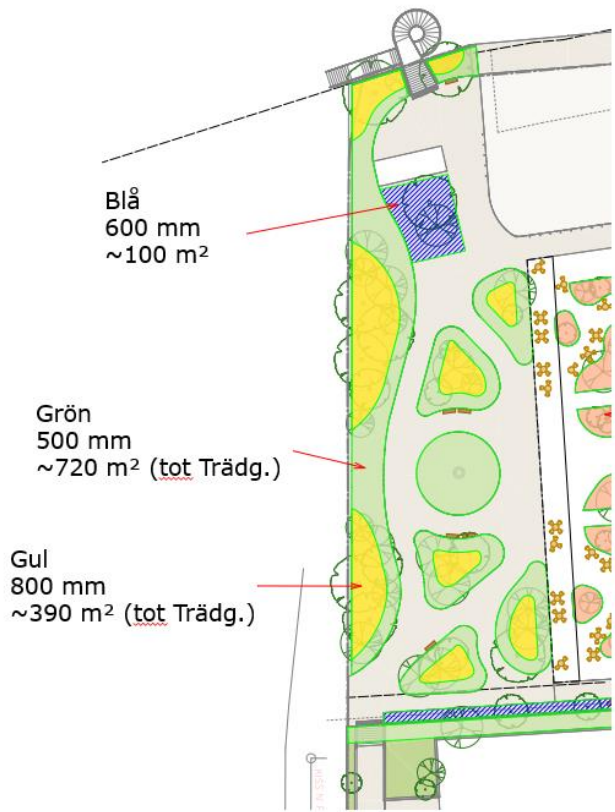 Blå
600 mm
~100 m²
Grön
500 mm
~720 m² (tot Trädg.)
Gul
800 mm
~390 m² (tot Trädg.)